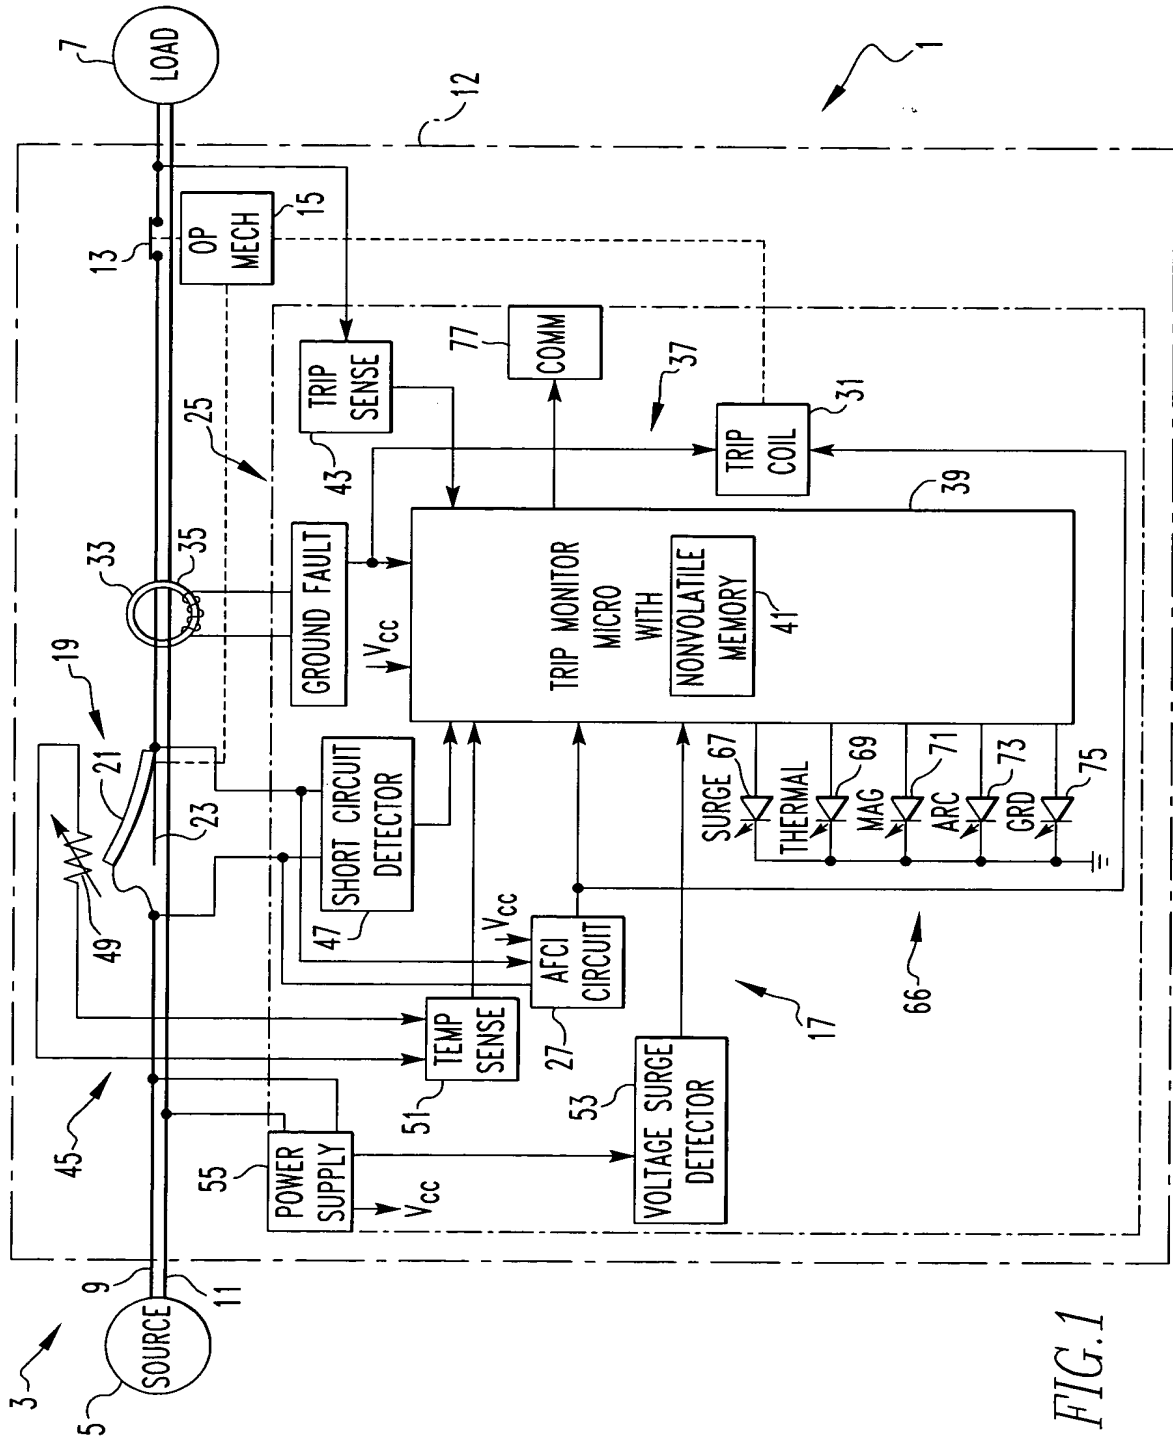 FIG.1
1
3
5
SOURCE
9
11
7
LOAD
12
13
OP
MECH
15
33
35
19
21
23
25
45
49
TRIP
SENSE
43
GROUND FAULT
SHORT CIRCUIT
DETECTOR
47
TEMP
SENSE
51
POWER
SUPPLY
55
Vcc
Vcc
Vcc
AFCI
CIRCUIT
27
VOLTAGE SURGE
DETECTOR
53
COMM
77
37
TRIP
COIL
31
TRIP MONITOR
MICRO
WITH
NONVOLATILE
MEMORY
41
39
SURGE
67
THERMAL
69
MAG
71
ARC
73
GRD
75
66
17